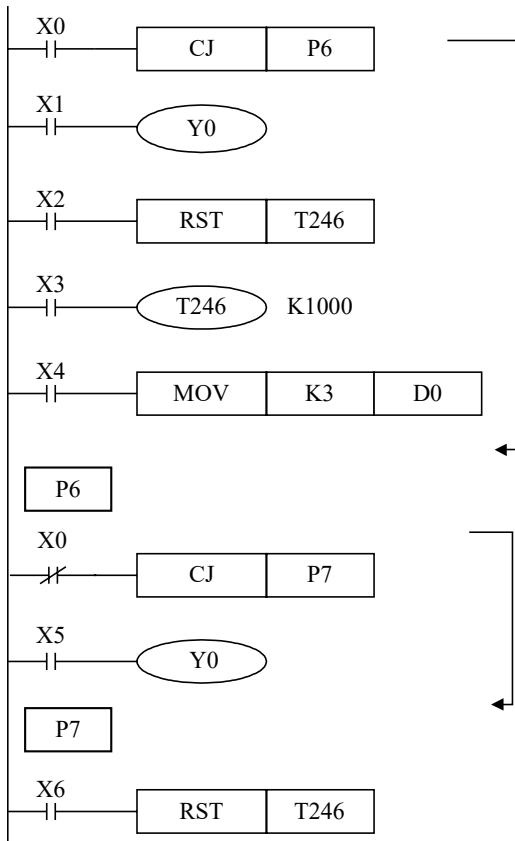 X0
CJ P6
X1
Y0
X2
RST T246
X3
T246 K1000
X4
MOV K3 D0
P6
X0
CJ P7
X5
Y0
P7
X6
RST T246